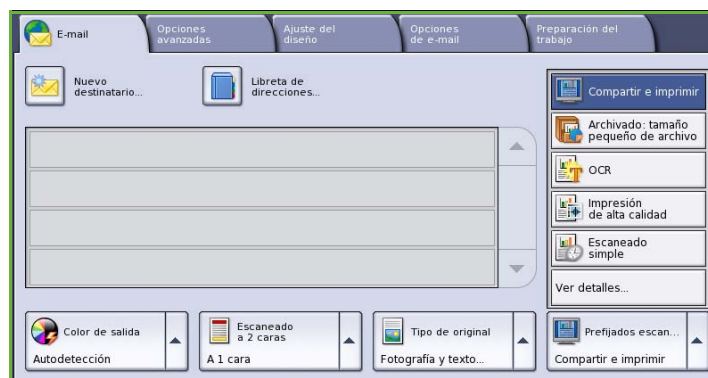 E-mail
Opciones
avanzadas
Ajuste del
diseño
Opciones
de e-mail
Preparación del
trabajo
Nuevo
destinatario...
Libreta de
direcciones...
Compartir e imprimir
Archivado: tamaño
pequeño de archivo
OCR
Impresión
de alta calidad
Escaneado
simple
Ver detalles...
Color de salida
Autodetección
Escaneado
a 2 caras
A 1 cara
Tipo de original
Fotografía y texto...
Prefijados escan...
Compartir e imprimir